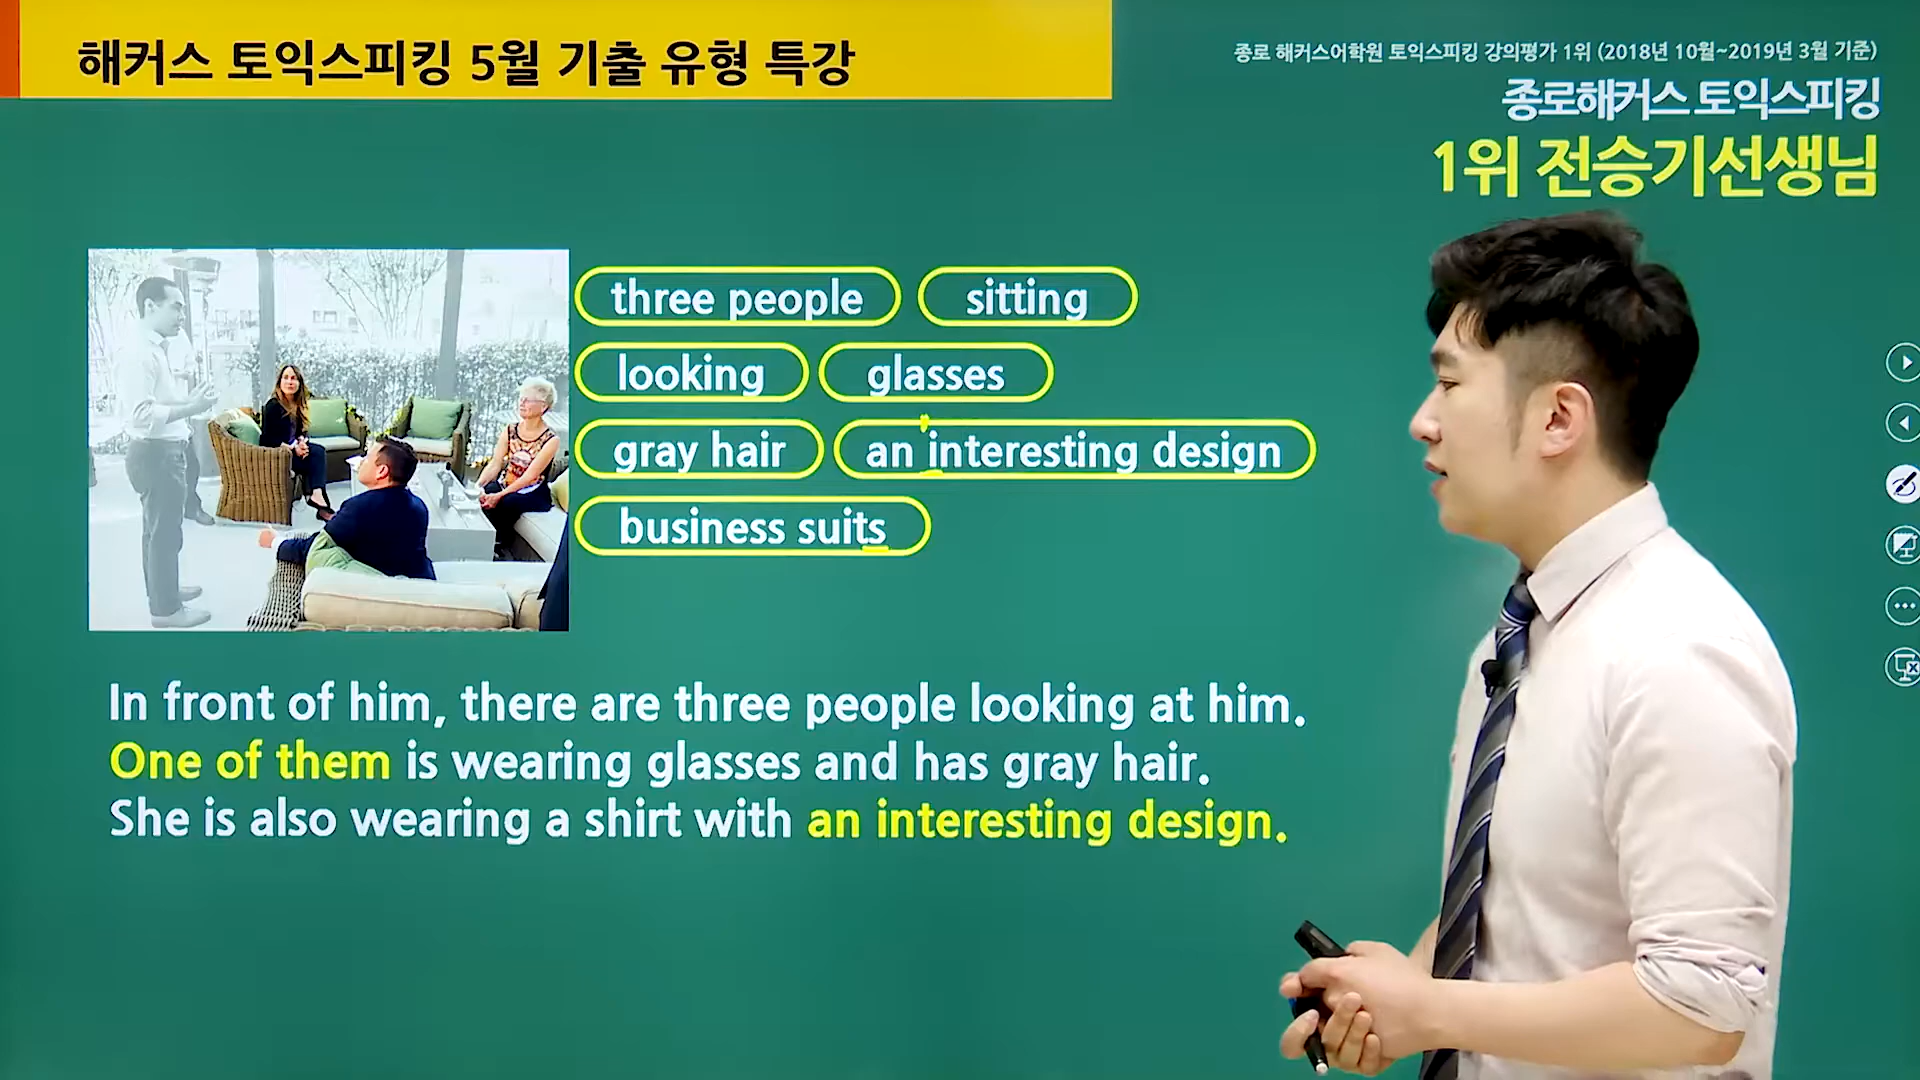 해커스 토익스피킹 5월 기출 유형 특강
종로 해커스어학원 토익스피킹 강의평가 1위 (2018년 10월~2019년 3월 기준)
종로해커스 토익스피킹
1위 전승기선생님
three people
sitting
looking
glasses
gray hair
an interesting design
business suits
In front of him, there are three people looking at him.
One of them is wearing glasses and has gray hair.
She is also wearing a shirt with an interesting design.